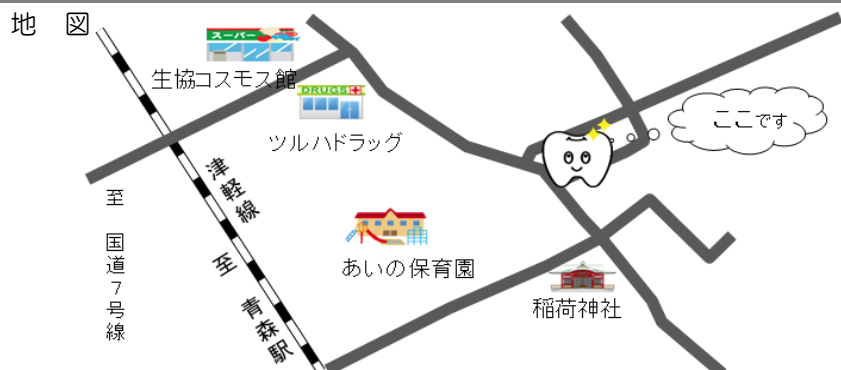 地 図
スーパー
生協コスモス館
DRUGS
ツルハドラッグ
ここです
津軽線
至 青森駅
至 国道7号線
あいの保育園
稲荷神社